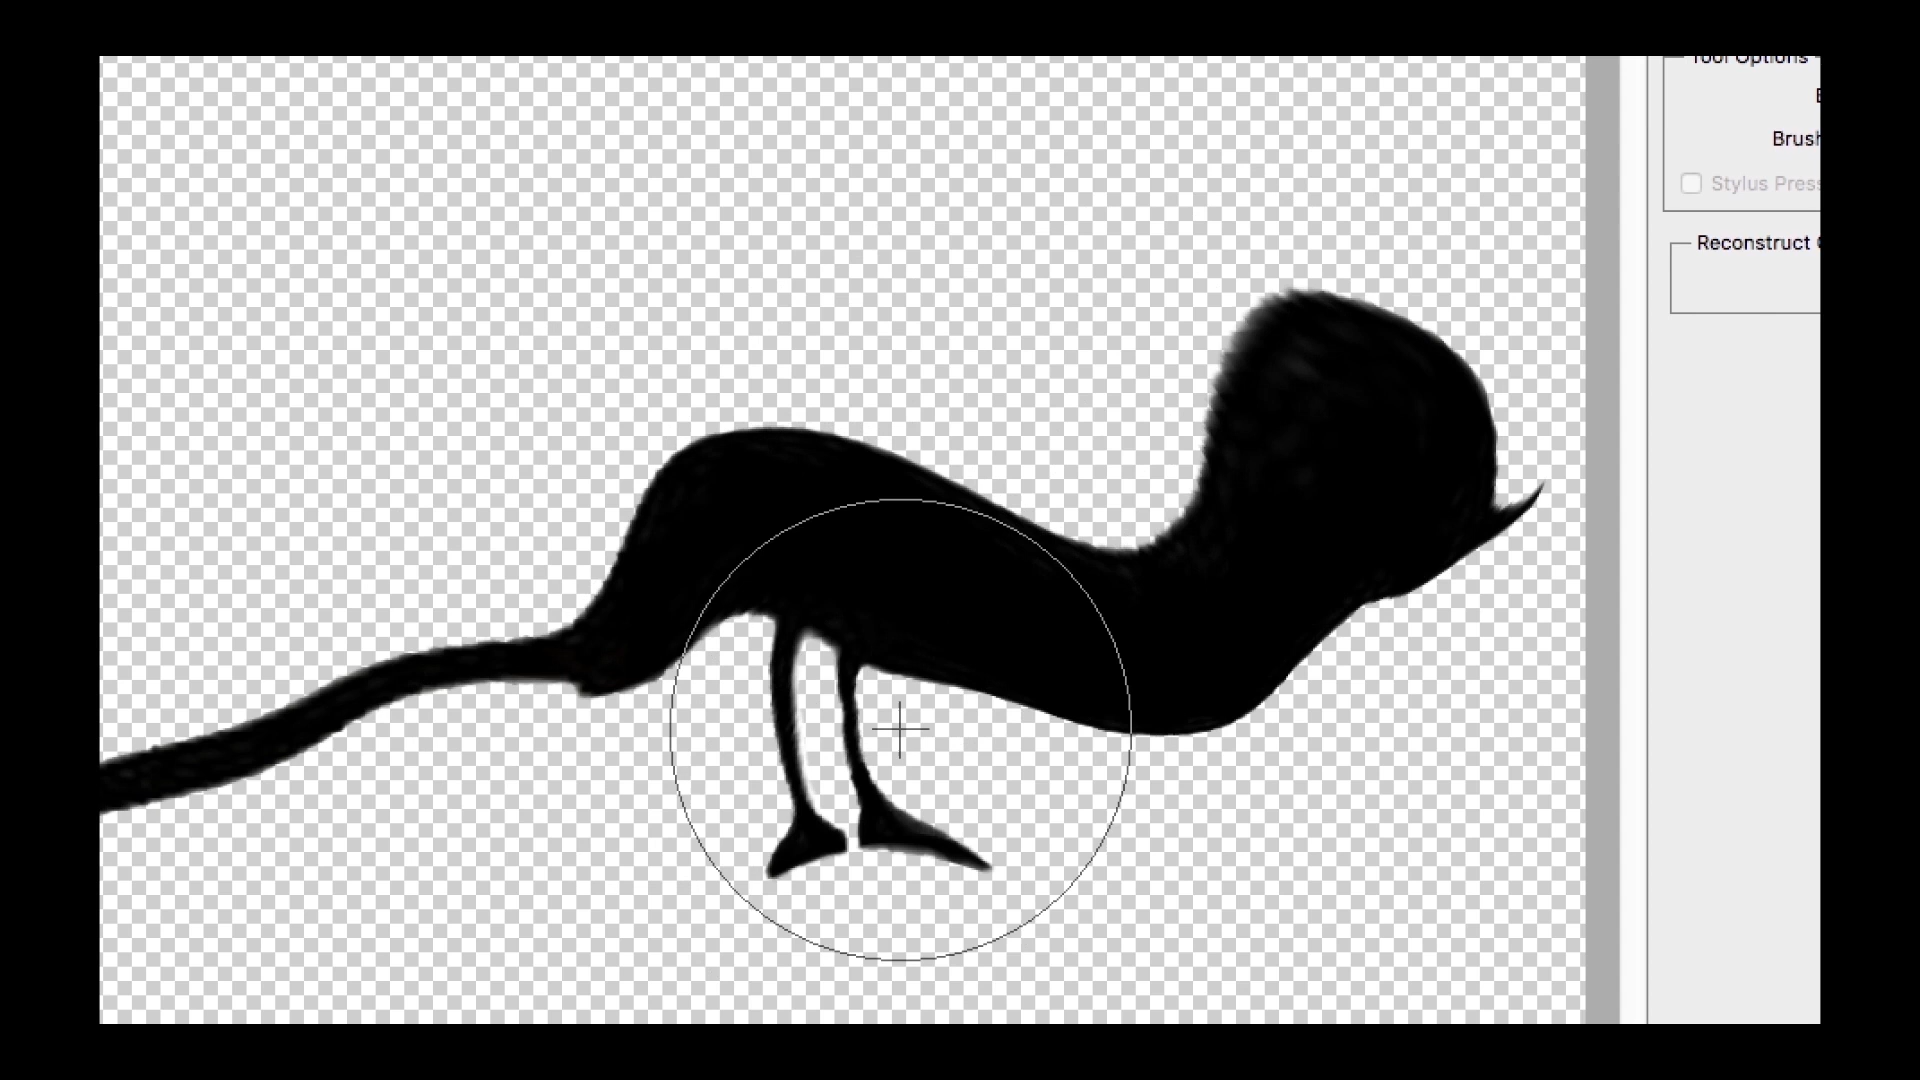 Tool Options
Brush
Stylus Press
Reconstruct